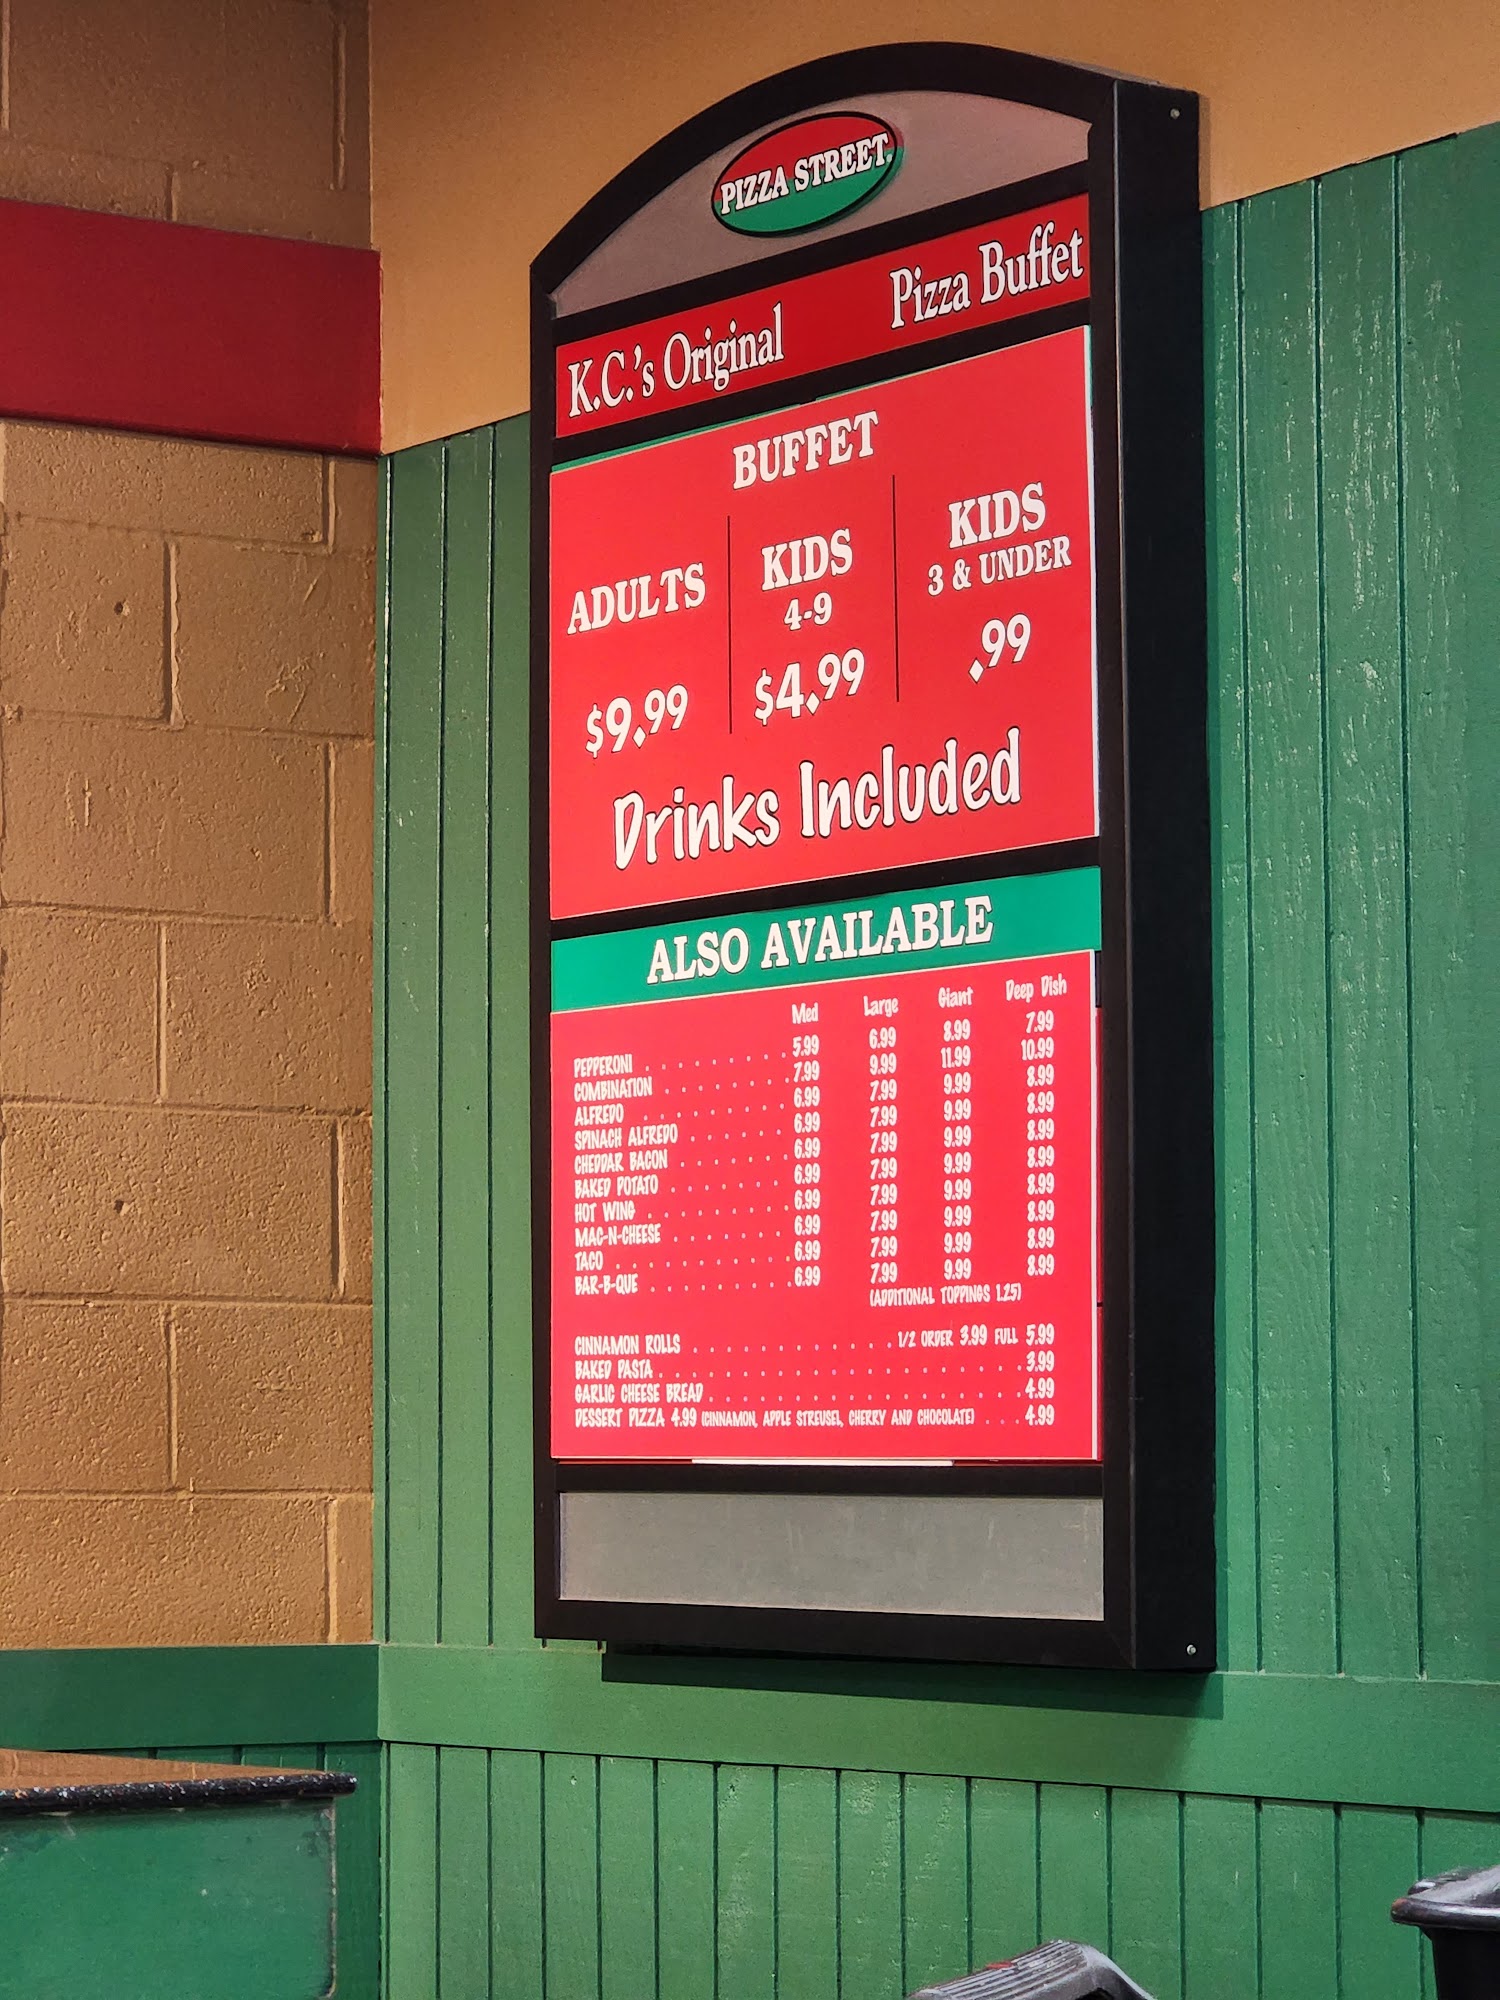 PIZZA STREET
K.C.'s Original Pizza Buffet
BUFFET
ADULTS
$9.99
KIDS
4-9
$4.99
KIDS
3 & UNDER
.99
Drinks Included
ALSO AVAILABLE
Med Large Giant Deep Dish
PEPPERONI . . . . . . . . . . 5.99 6.99 8.99 7.99
COMBINATION . . . . . . . . . 7.99 9.99 11.99 10.99
ALFREDO . . . . . . . . . . 6.99 7.99 9.99 8.99
SPINACH ALFREDO . . . . . . . 6.99 7.99 9.99 8.99
CHEDDAR BACON . . . . . . . . 6.99 7.99 9.99 8.99
BAKED POTATO . . . . . . . . 6.99 7.99 9.99 8.99
HOT WING . . . . . . . . . . 6.99 7.99 9.99 8.99
MAC-N-CHEESE . . . . . . . . 6.99 7.99 9.99 8.99
TACO . . . . . . . . . . . . 6.99 7.99 9.99 8.99
BAR-B-QUE . . . . . . . . . . 6.99 7.99 9.99 8.99
(ADDITIONAL TOPPINGS 1.25)
CINNAMON ROLLS . . . . . . . . . . . 1/2 ORDER 3.99 FULL 5.99
BAKED PASTA . . . . . . . . . . . . . . . . . . . . . 3.99
GARLIC CHEESE BREAD . . . . . . . . . . . . . . . . . . 4.99
DESSERT PIZZA 4.99 (CINNAMON, APPLE STREUSEL, CHERRY AND CHOCOLATE) . . . 4.99